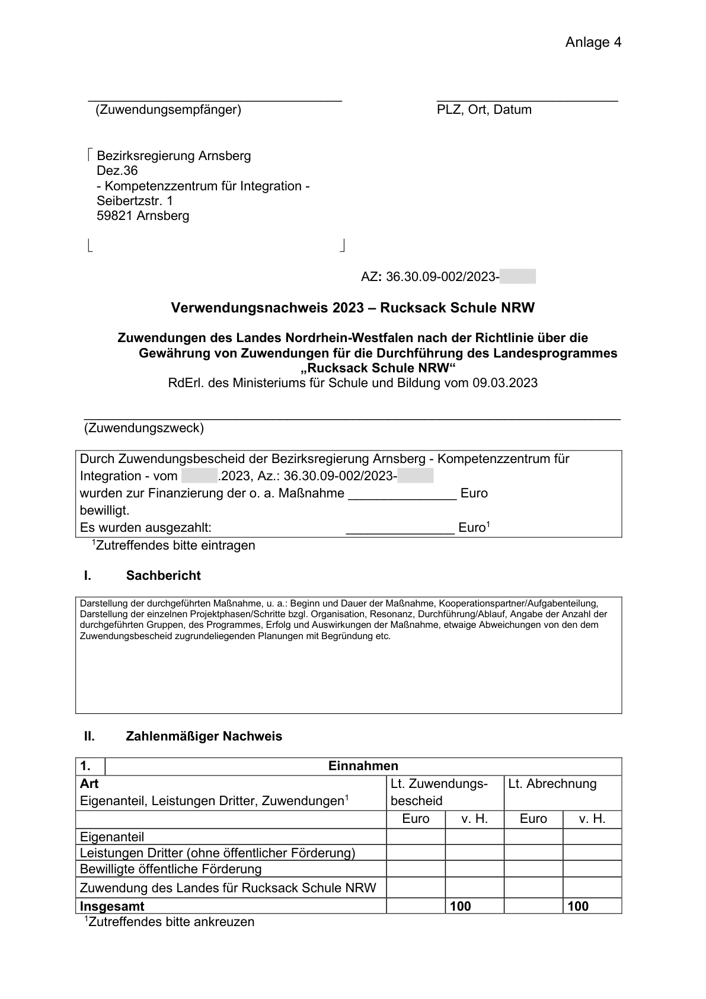 Anlage 4
(Zuwendungsempfänger) PLZ, Ort, Datum
Bezirksregierung Arnsberg
Dez.36
- Kompetenzzentrum für Integration -
Seibertzstr. 1
59821 Arnsberg
AZ: 36.30.09-002/2023-
Verwendungsnachweis 2023 – Rucksack Schule NRW
Zuwendungen des Landes Nordrhein-Westfalen nach der Richtlinie über die
Gewährung von Zuwendungen für die Durchführung des Landesprogrammes
„Rucksack Schule NRW“
RdErl. des Ministeriums für Schule und Bildung vom 09.03.2023
(Zuwendungszweck)
Durch Zuwendungsbescheid der Bezirksregierung Arnsberg - Kompetenzzentrum für
Integration - vom .2023, Az.: 36.30.09-002/2023-
wurden zur Finanzierung der o. a. Maßnahme _______________ Euro
bewilligt.
Es wurden ausgezahlt: _______________ Euro¹
¹Zutreffendes bitte eintragen
I. Sachbericht
Darstellung der durchgeführten Maßnahme, u. a.: Beginn und Dauer der Maßnahme, Kooperationspartner/Aufgabenteilung,
Darstellung der einzelnen Projektphasen/Schritte bzgl. Organisation, Resonanz, Durchführung/Ablauf, Angabe der Anzahl der
durchgeführten Gruppen, des Programmes, Erfolg und Auswirkungen der Maßnahme, etwaige Abweichungen von den dem
Zuwendungsbescheid zugrundeliegenden Planungen mit Begründung etc.
II. Zahlenmäßiger Nachweis
1. Einnahmen
Art Lt. Zuwendungs- Lt. Abrechnung
Eigenanteil, Leistungen Dritter, Zuwendungen¹ bescheid
Euro v. H. Euro v. H.
Eigenanteil
Leistungen Dritter (ohne öffentlicher Förderung)
Bewilligte öffentliche Förderung
Zuwendung des Landes für Rucksack Schule NRW
Insgesamt 100 100
¹Zutreffendes bitte ankreuzen